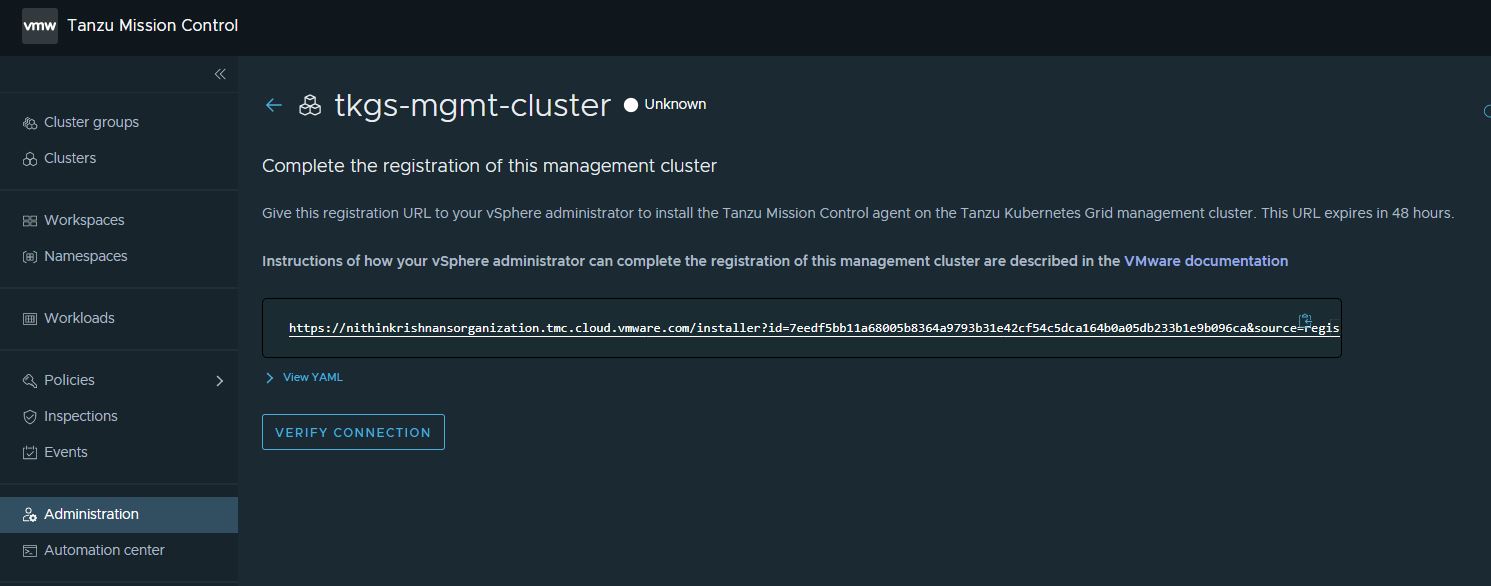 vmw Tanzu Mission Control
Cluster groups
Clusters
Workspaces
Namespaces
Workloads
Policies
Inspections
Events
Administration
Automation center
tkgs-mgmt-cluster Unknown
Complete the registration of this management cluster
Give this registration URL to your vSphere administrator to install the Tanzu Mission Control agent on the Tanzu Kubernetes Grid management cluster. This URL expires in 48 hours.
Instructions of how your vSphere administrator can complete the registration of this management cluster are described in the VMware documentation
https://nithinkrishnansorganization.tmc.cloud.vmware.com/installer?id=7eedf5bb11a68005b8364a9793b31e42cf54c5dca164b0a05db233b1e9b096ca&source=regis
View YAML
VERIFY CONNECTION